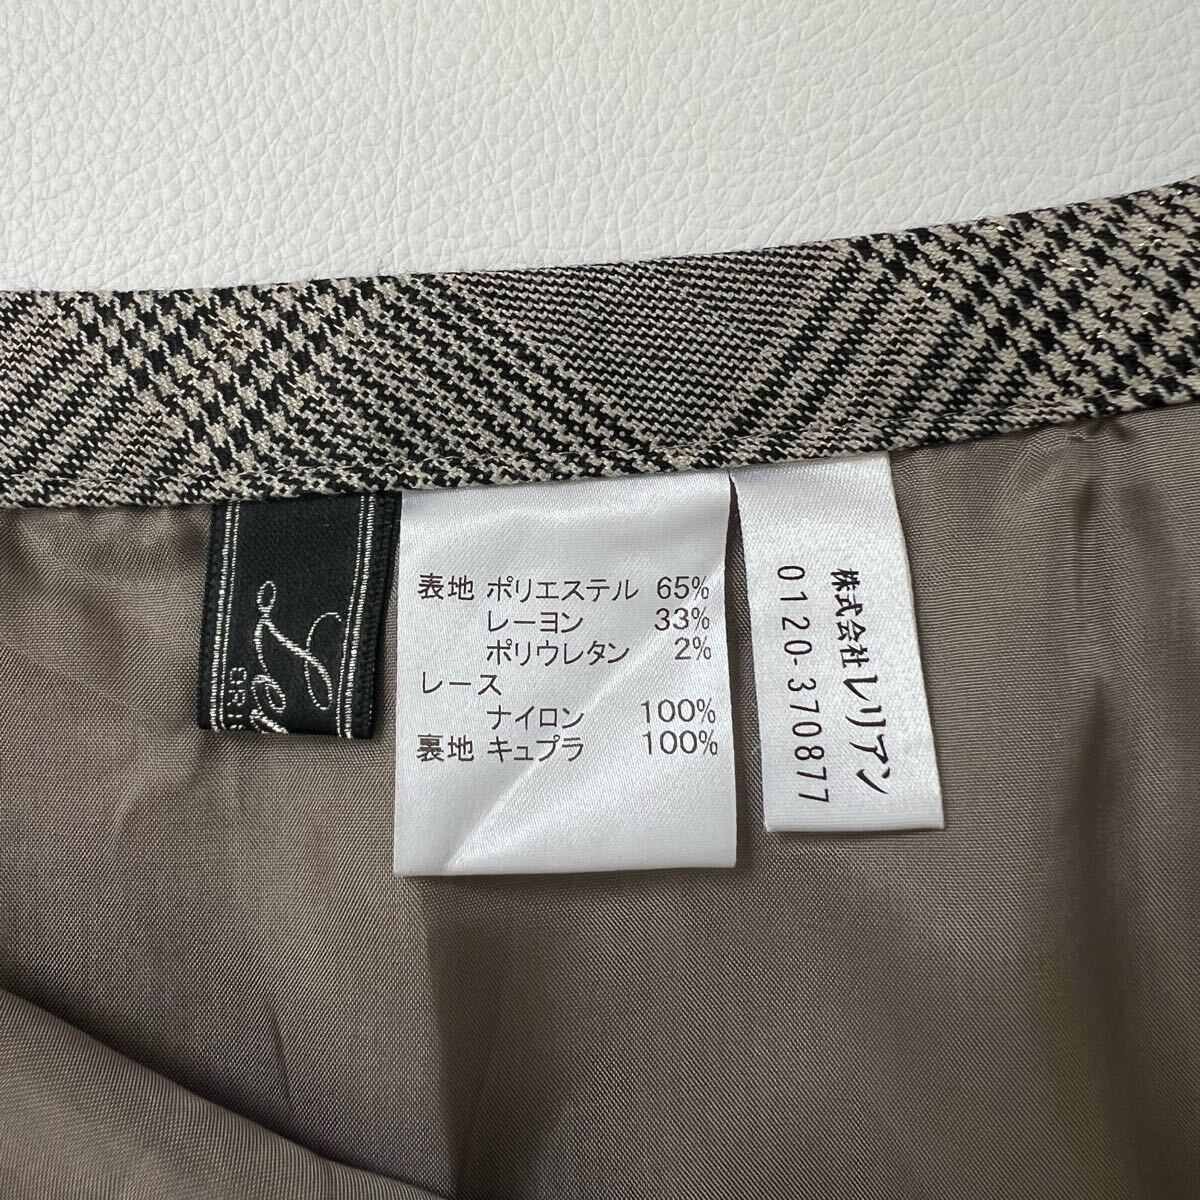 表地 ポリエステル 65%
レーヨン 33%
ポリウレタン 2%
レース
ナイロン 100%
裏地 キュプラ 100%
株式会社レリアン
0120-370877